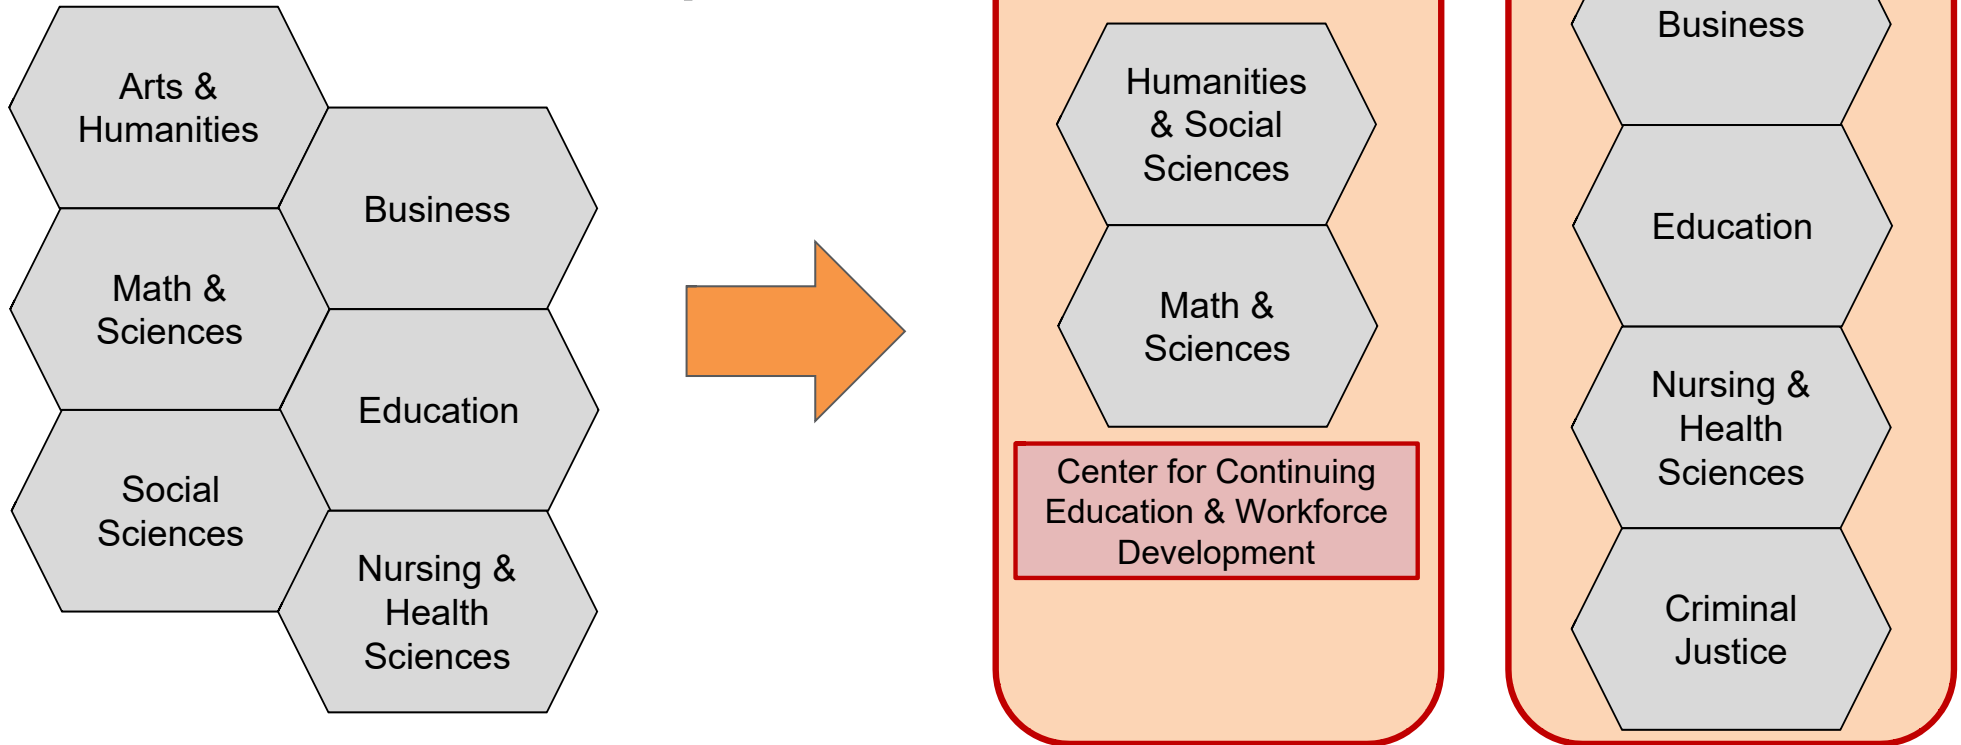 Arts &
Humanities
Math &
Sciences
Social
Sciences
Business
Education
Nursing &
Health
Sciences
Humanities
& Social
Sciences
Math &
Sciences
Center for Continuing
Education & Workforce
Development
Business
Education
Nursing &
Health
Sciences
Criminal
Justice